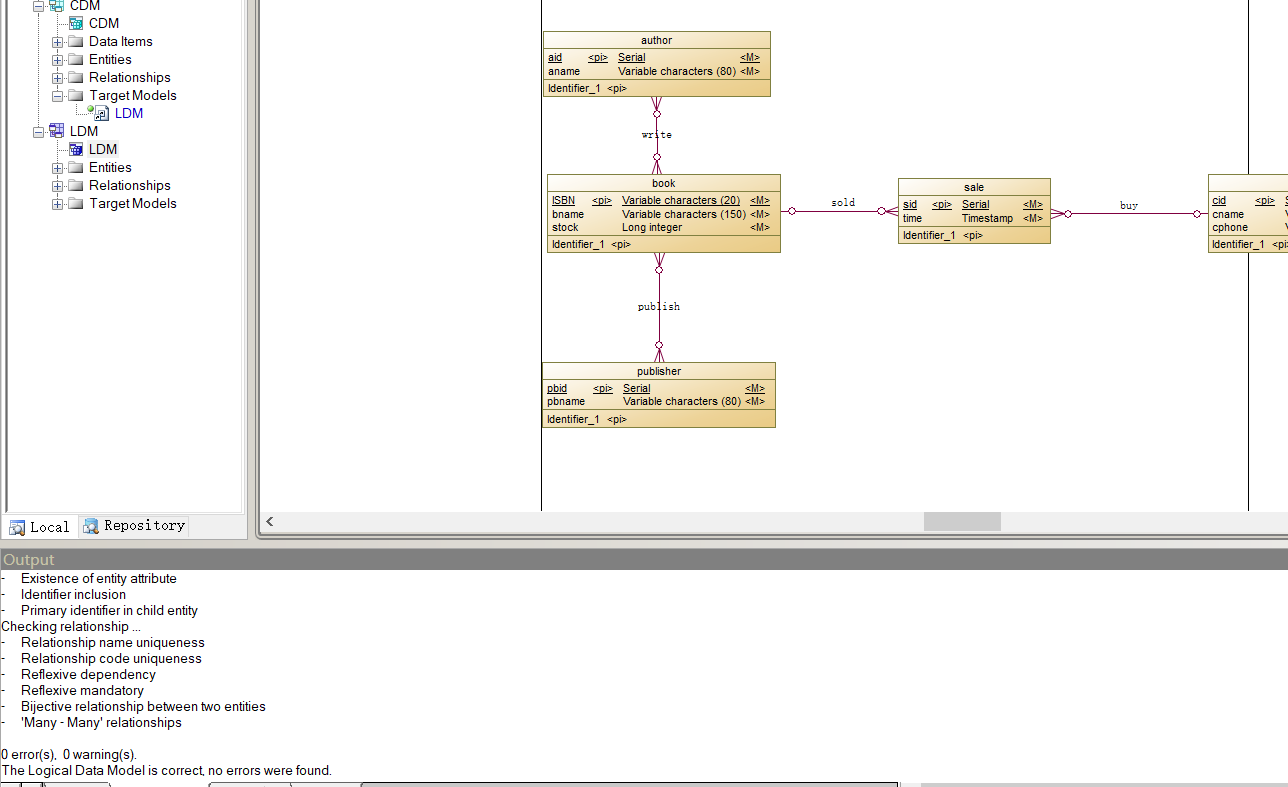 CDM
CDM
Data Items
Entities
Relationships
Target Models
LDM
LDM
LDM
Entities
Relationships
Target Models
Local
Repository
author
aid <pi> Serial <M>
aname Variable characters (80) <M>
Identifier_1 <pi>
write
book
ISBN <pi> Variable characters (20) <M>
bname Variable characters (150) <M>
stock Long integer <M>
Identifier_1 <pi>
sold
sale
sid <pi> Serial <M>
time Timestamp <M>
Identifier_1 <pi>
buy
cid <pi>
cname
cphone
Identifier_1
publish
publisher
pbid <pi> Serial <M>
pbname Variable characters (80) <M>
Identifier_1 <pi>
Output
- Existence of entity attribute
- Identifier inclusion
- Primary identifier in child entity
Checking relationship ...
- Relationship name uniqueness
- Relationship code uniqueness
- Reflexive dependency
- Reflexive mandatory
- Bijective relationship between two entities
- 'Many - Many' relationships
0 error(s), 0 warning(s).
The Logical Data Model is correct, no errors were found.